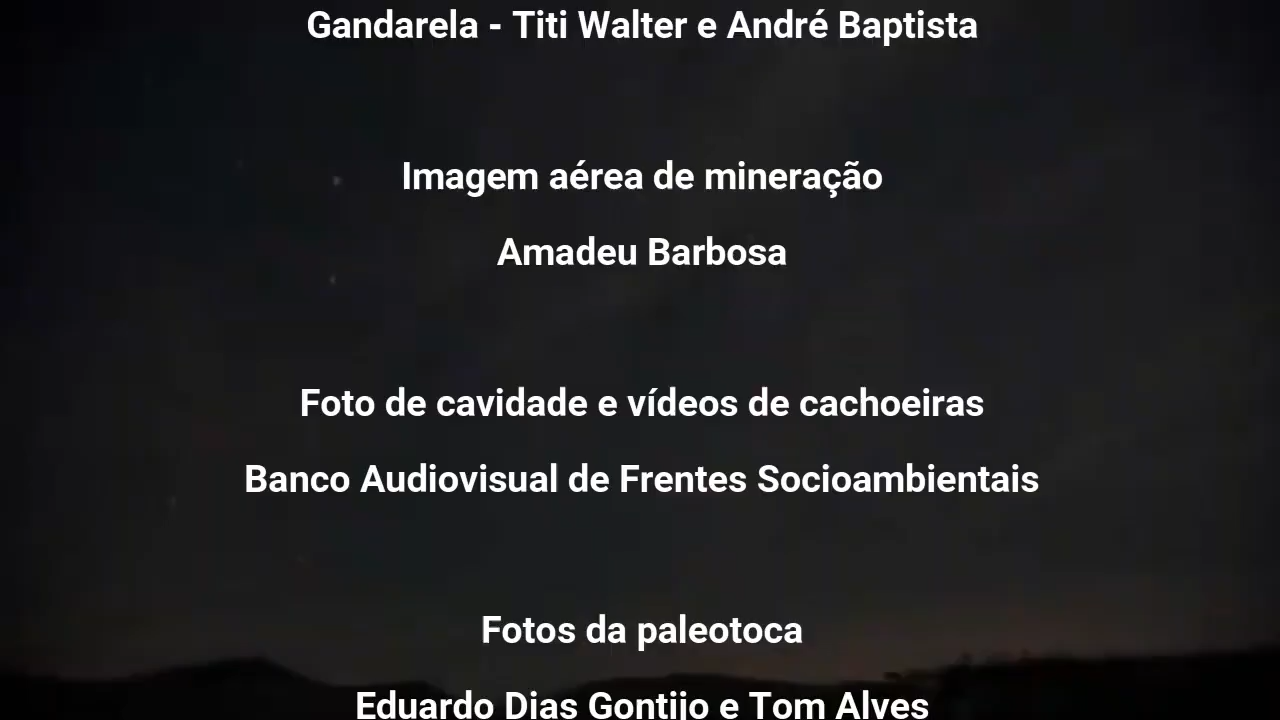 Gandarela - Titi Walter e André Baptista
Imagem aérea de mineração
Amadeu Barbosa
Foto de cavidade e vídeos de cachoeiras
Banco Audiovisual de Frentes Socioambientais
Fotos da paleotoca
Eduardo Dias Gontijo e Tom Alves